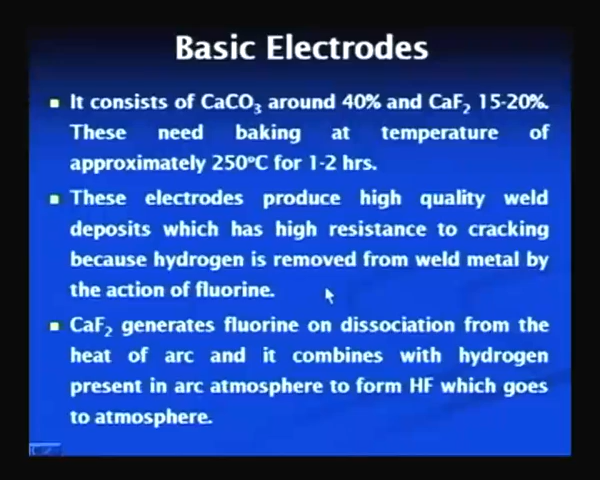 Basic Electrodes
It consists of CaCO₃ around 40% and CaF₂ 15-20%.
These need baking at temperature of
approximately 250°C for 1-2 hrs.
These electrodes produce high quality weld
deposits which has high resistance to cracking
because hydrogen is removed from weld metal by
the action of fluorine.
CaF₂ generates fluorine on dissociation from the
heat of arc and it combines with hydrogen
present in arc atmosphere to form HF which goes
to atmosphere.